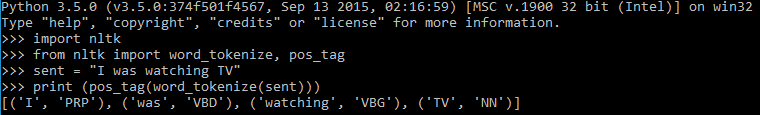 Python 3.5.0 (v3.5.0:374f501f4567, Sep 13 2015, 02:16:59) [MSC v.1900 32 bit (Intel)] on win32
Type "help", "copyright", "credits" or "license" for more information.
>>> import nltk
>>> from nltk import word_tokenize, pos_tag
>>> sent = "I was watching TV"
>>> print (pos_tag(word_tokenize(sent)))
[('I', 'PRP'), ('was', 'VBD'), ('watching', 'VBG'), ('TV', 'NN')]